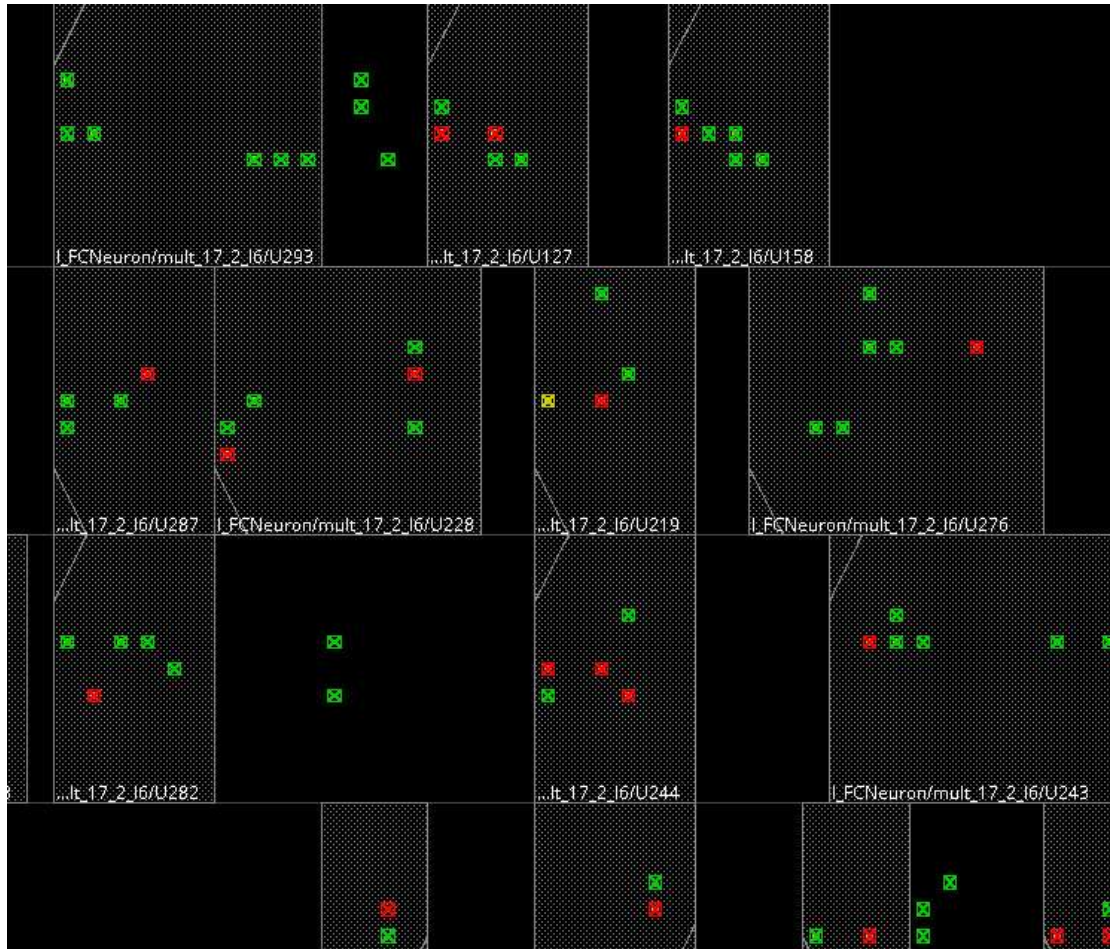 I_FCNeuron/mult_17_2_I6/U293
...lt_17_2_I6/U127
...lt_17_2_I6/U158
...lt_17_2_I6/U287
I_FCNeuron/mult_17_2_I6/U228
...lt_17_2_I6/U219
I_FCNeuron/mult_17_2_I6/U276
...lt_17_2_I6/U282
...lt_17_2_I6/U244
I_FCNeuron/mult_17_2_I6/U243